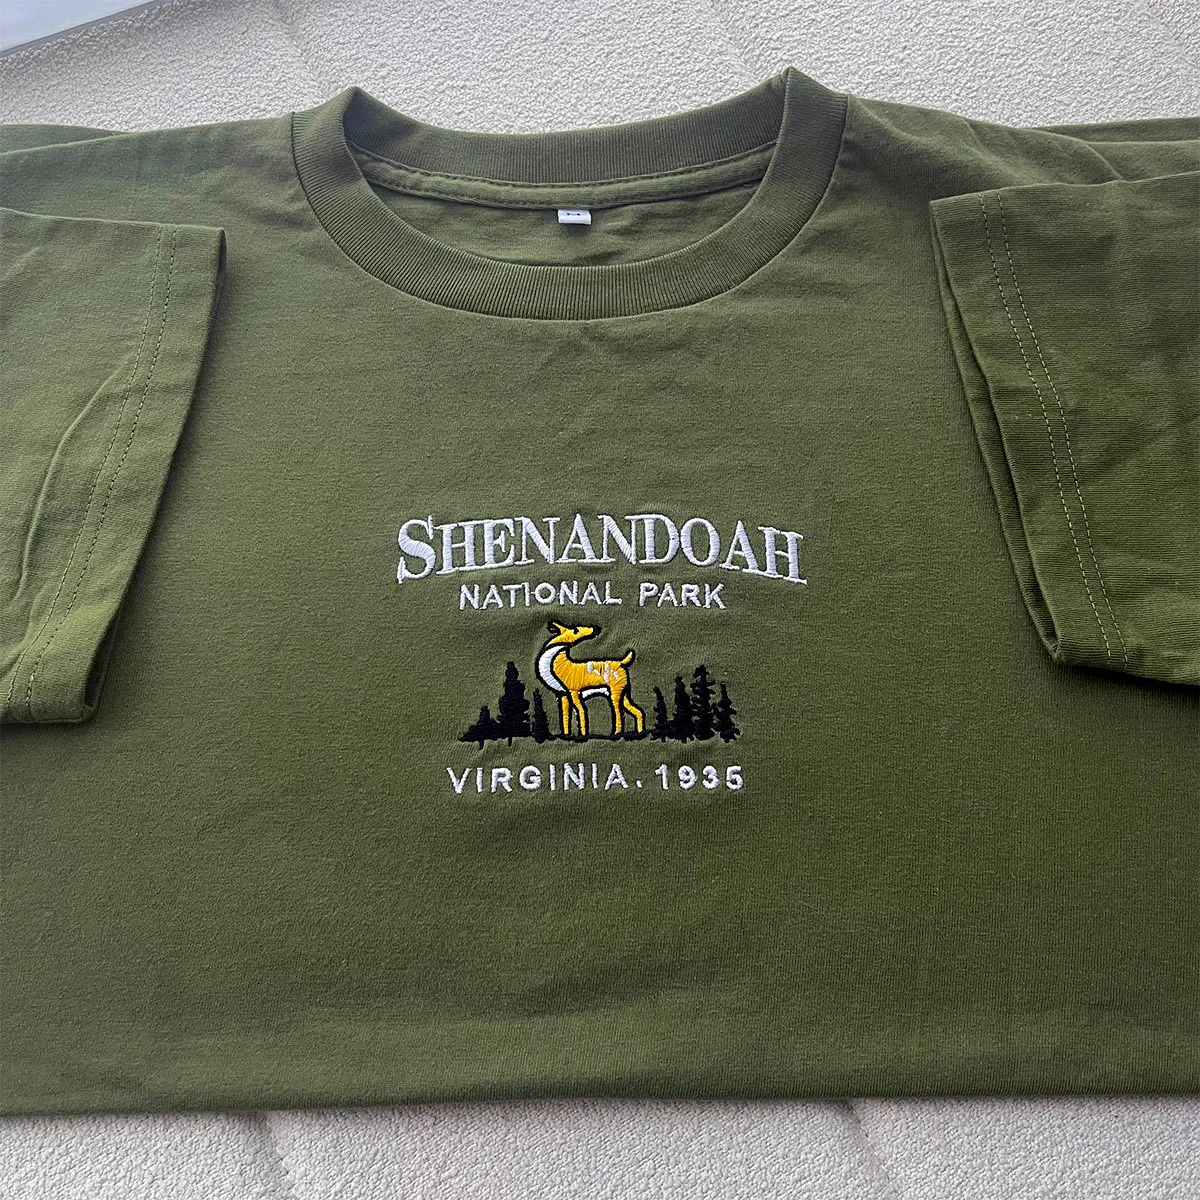 SHENANDOAH
NATIONAL PARK
VIRGINIA. 1935